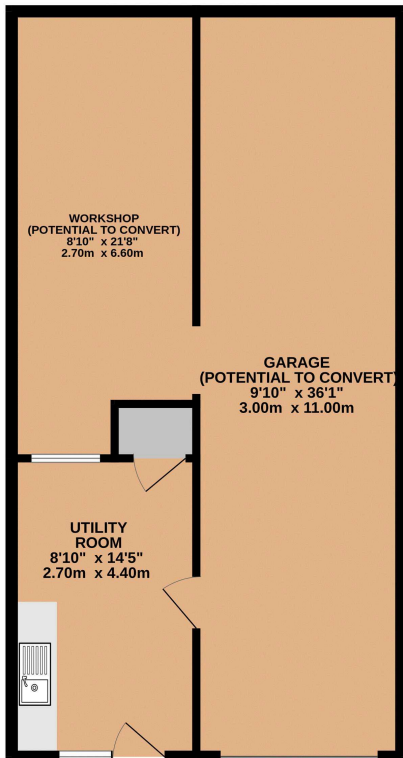 WORKSHOP
(POTENTIAL TO CONVERT)
8'10" x 21'8"
2.70m x 6.60m
GARAGE
(POTENTIAL TO CONVERT)
9'10" x 36'1"
3.00m x 11.00m
UTILITY
ROOM
8'10" x 14'5"
2.70m x 4.40m